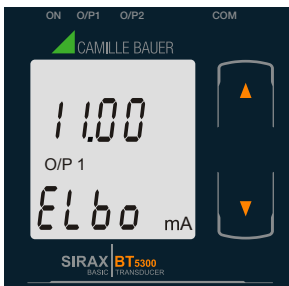 ON O/P1 O/P2 COM
CAMILLE BAUER
11.00
O/P 1
ELbo mA
SIRAX BT5300
BASIC TRANSDUCER